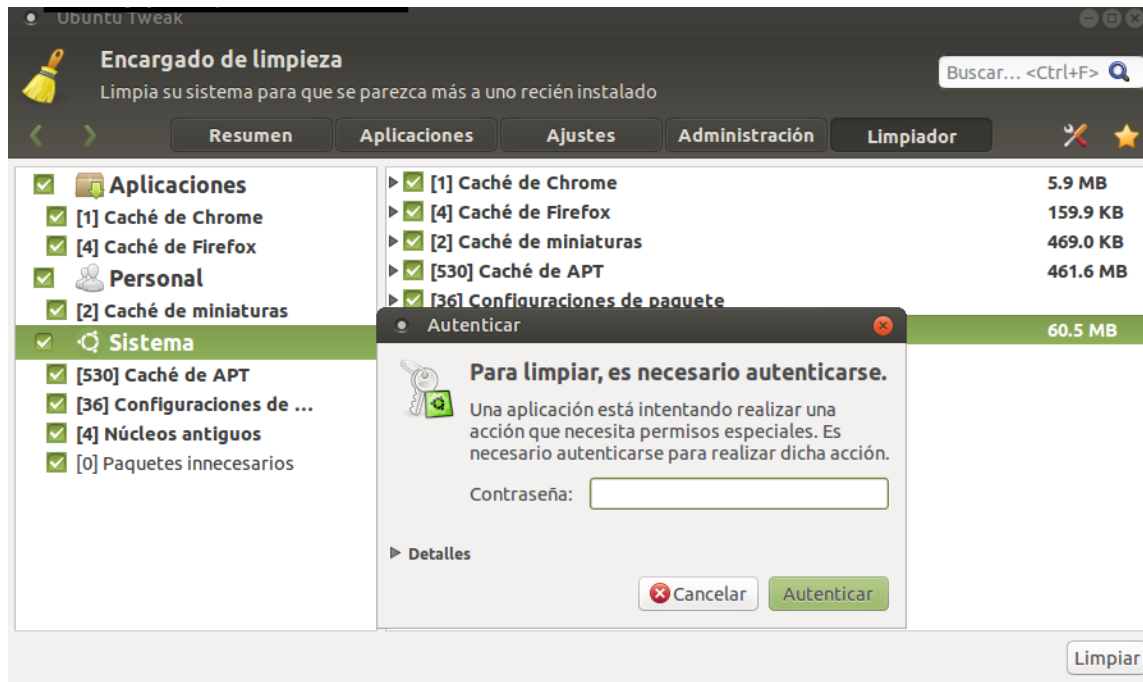 Ubuntu Tweak
Encargado de limpieza
Limpia su sistema para que se parezca más a uno recién instalado
Buscar... <Ctrl+F>
Resumen Aplicaciones Ajustes Administración Limpiador
Aplicaciones
[1] Caché de Chrome
[4] Caché de Firefox
Personal
[2] Caché de miniaturas
Sistema
[530] Caché de APT
[36] Configuraciones de ...
[4] Núcleos antiguos
[0] Paquetes innecesarios
[1] Caché de Chrome 5.9 MB
[4] Caché de Firefox 159.9 KB
[2] Caché de miniaturas 469.0 KB
[530] Caché de APT 461.6 MB
[36] Configuraciones de paquete
60.5 MB
Autenticar
Para limpiar, es necesario autenticarse.
Una aplicación está intentando realizar una
acción que necesita permisos especiales. Es
necesario autenticarse para realizar dicha acción.
Contraseña:
Detalles
Cancelar Autenticar
Limpiar